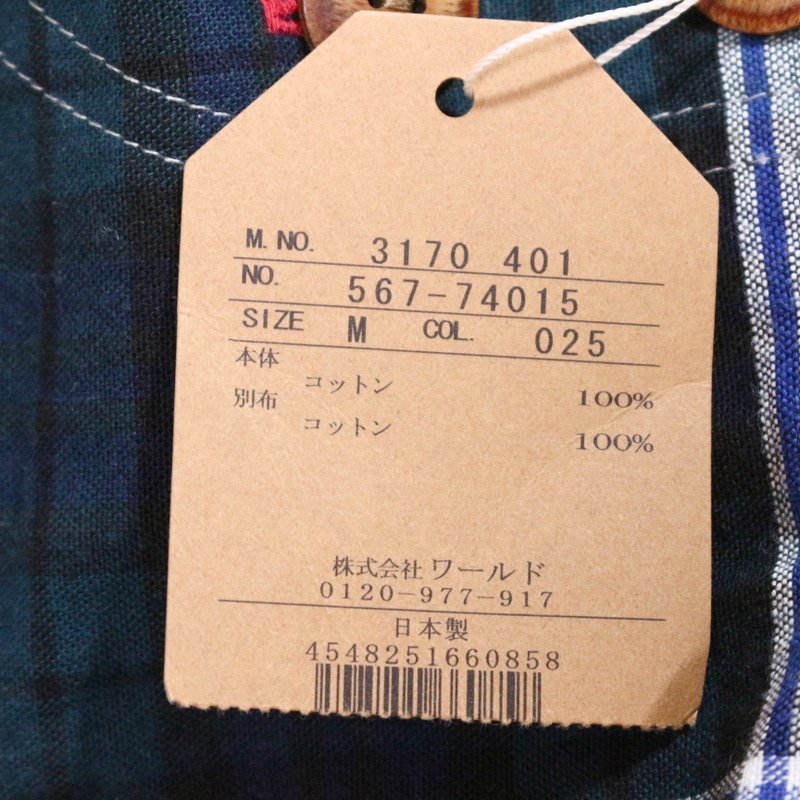 M. NO. 3170 401
NO. 567-74015
SIZE M COL. 025
本体 コットン 100%
別布 コットン 100%
株式会社 ワールド
0120-977-917
日本製
4548251660858